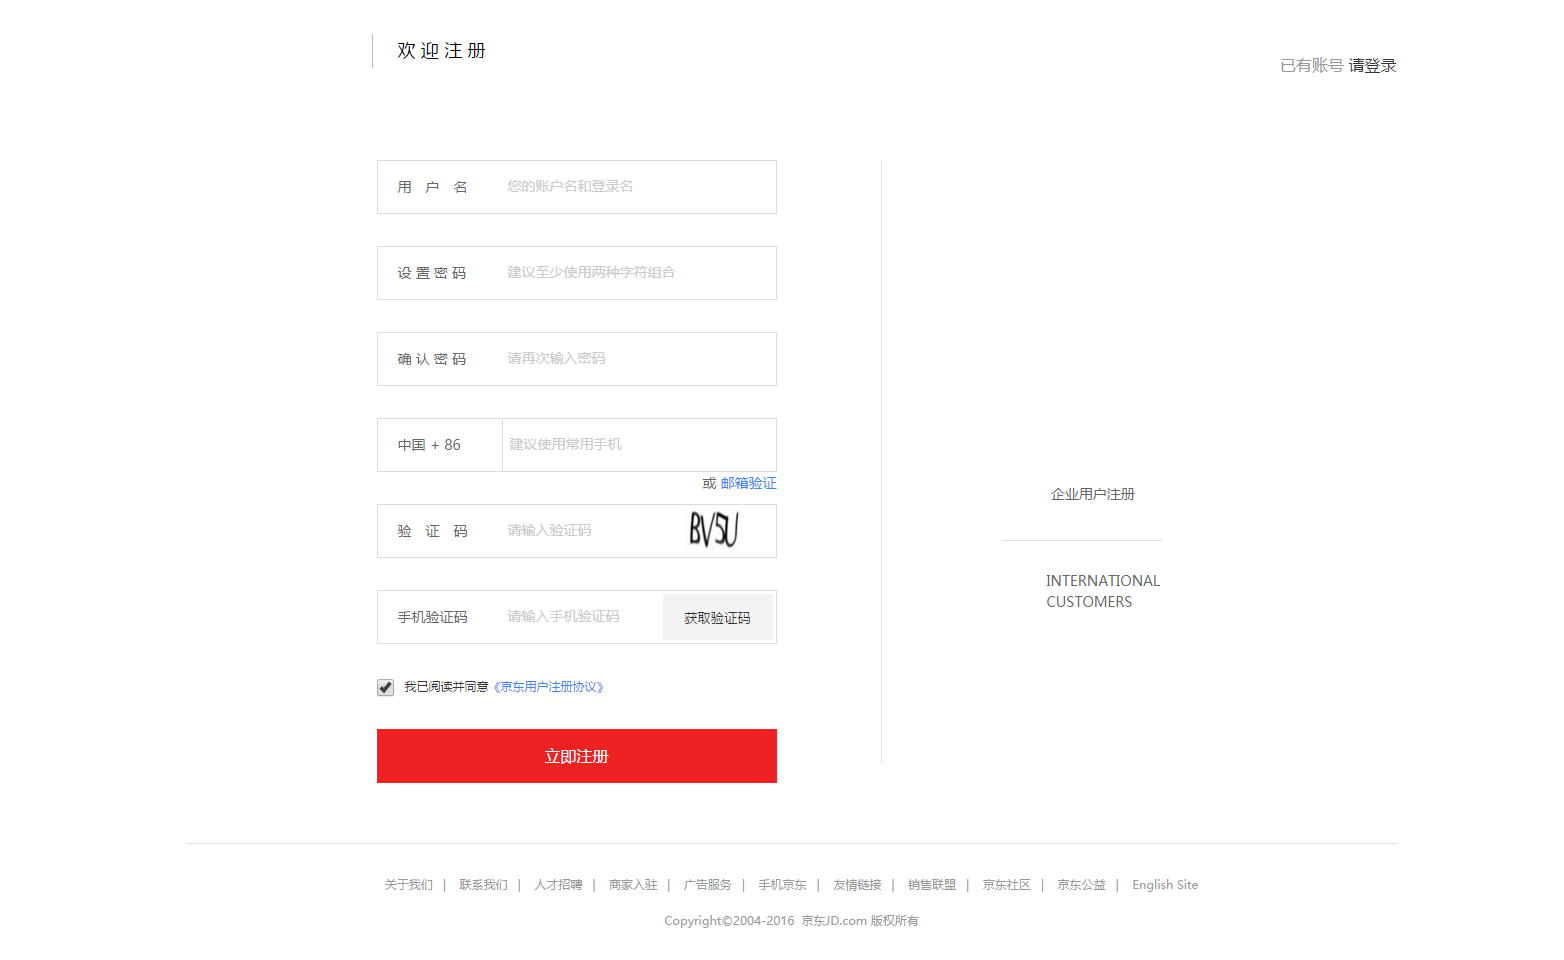 欢 迎 注 册
已有账号 请登录
用 户 名 您的账户名和登录名
设 置 密 码 建议至少使用两种字符组合
确 认 密 码 请再次输入密码
中国 + 86 建议使用常用手机
或 邮箱验证
企业用户注册
验 证 码 请输入验证码 BV5U
INTERNATIONAL
CUSTOMERS
手机验证码 请输入手机验证码 获取验证码
我已阅读并同意《京东用户注册协议》
立即注册
关于我们 | 联系我们 | 人才招聘 | 商家入驻 | 广告服务 | 手机京东 | 友情链接 | 销售联盟 | 京东社区 | 京东公益 | English Site
Copyright©2004-2016 京东JD.com 版权所有